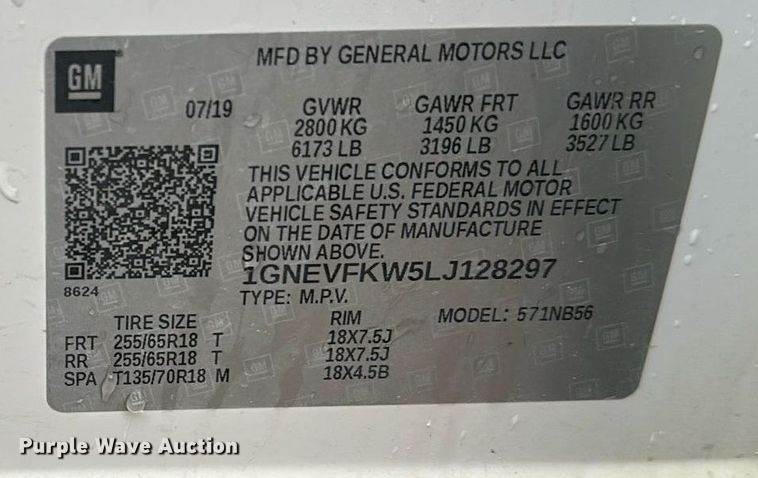 GM
MFD BY GENERAL MOTORS LLC
07/19 GVWR GAWR FRT GAWR RR
2800 KG 1450 KG 1600 KG
6173 LB 3196 LB 3527 LB
THIS VEHICLE CONFORMS TO ALL
APPLICABLE U.S. FEDERAL MOTOR
VEHICLE SAFETY STANDARDS IN EFFECT
ON THE DATE OF MANUFACTURE
SHOWN ABOVE.
8624
1GNEVFKW5LJ128297
TYPE: M.P.V.
TIRE SIZE RIM MODEL: 571NB56
FRT 255/65R18 T 18X7.5J
RR 255/65R18 T 18X7.5J
SPA T135/70R18 M 18X4.5B
Purple Wave Auction